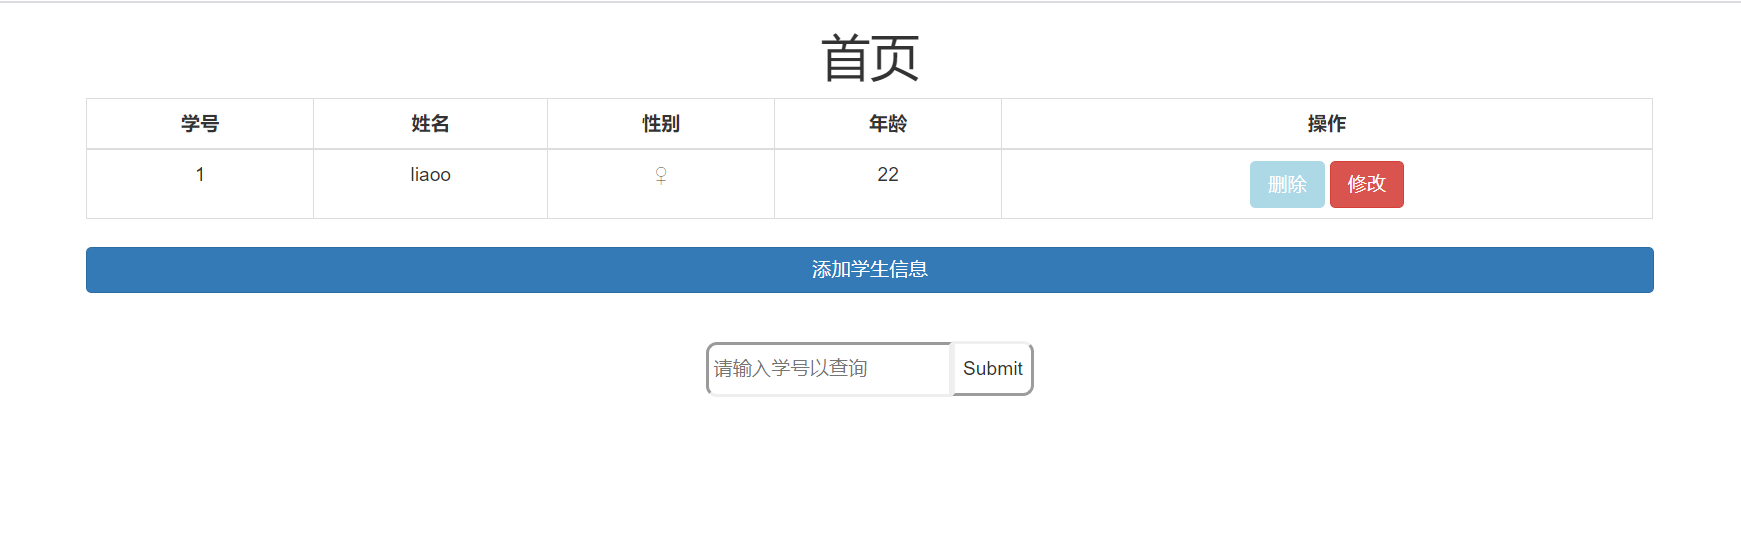 首页
学号 姓名 性别 年龄 操作
1 liaoo ♀ 22 删除 修改
添加学生信息
请输入学号以查询 Submit